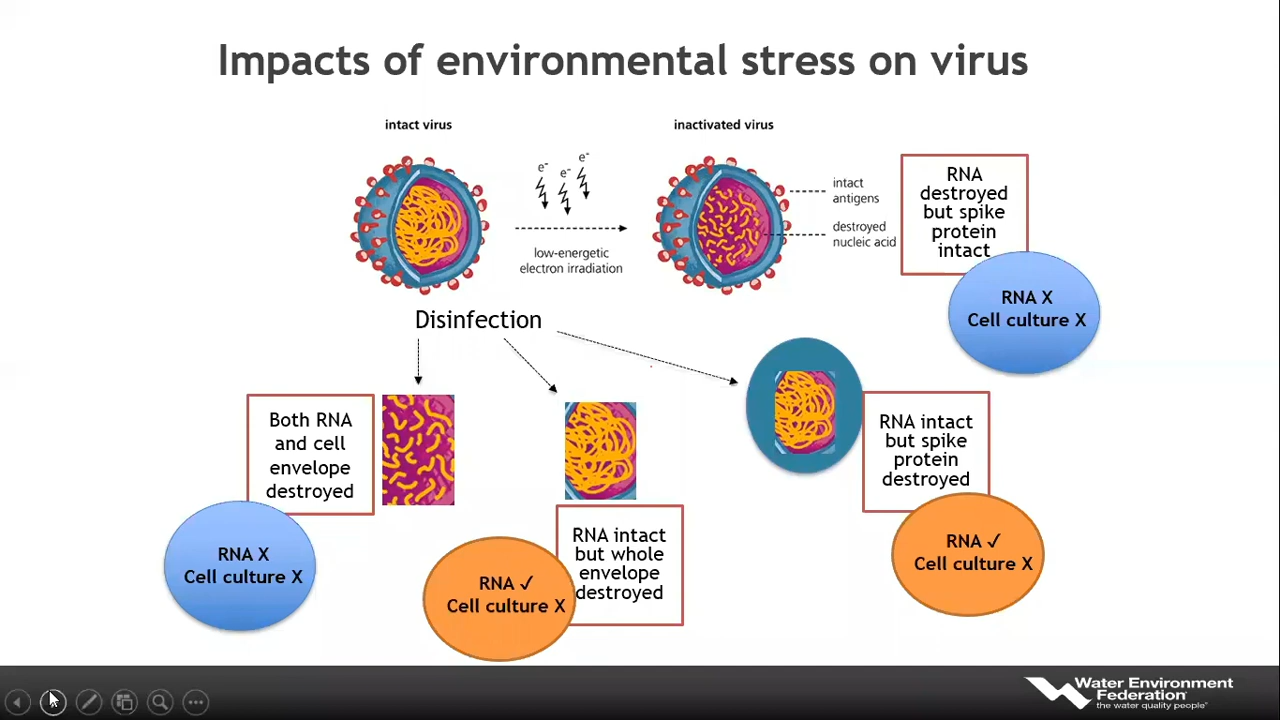 Impacts of environmental stress on virus
intact virus
inactivated virus
e-
e-
e-
low-energetic
electron irradiation
intact
antigens
destroyed
nucleic acid
RNA
destroyed
but spike
protein
intact
RNA X
Cell culture X
Disinfection
Both RNA
and cell
envelope
destroyed
RNA X
Cell culture X
RNA intact
but whole
envelope
destroyed
RNA ✓
Cell culture X
RNA intact
but spike
protein
destroyed
RNA ✓
Cell culture X
Water Environment
Federation
the water quality people®